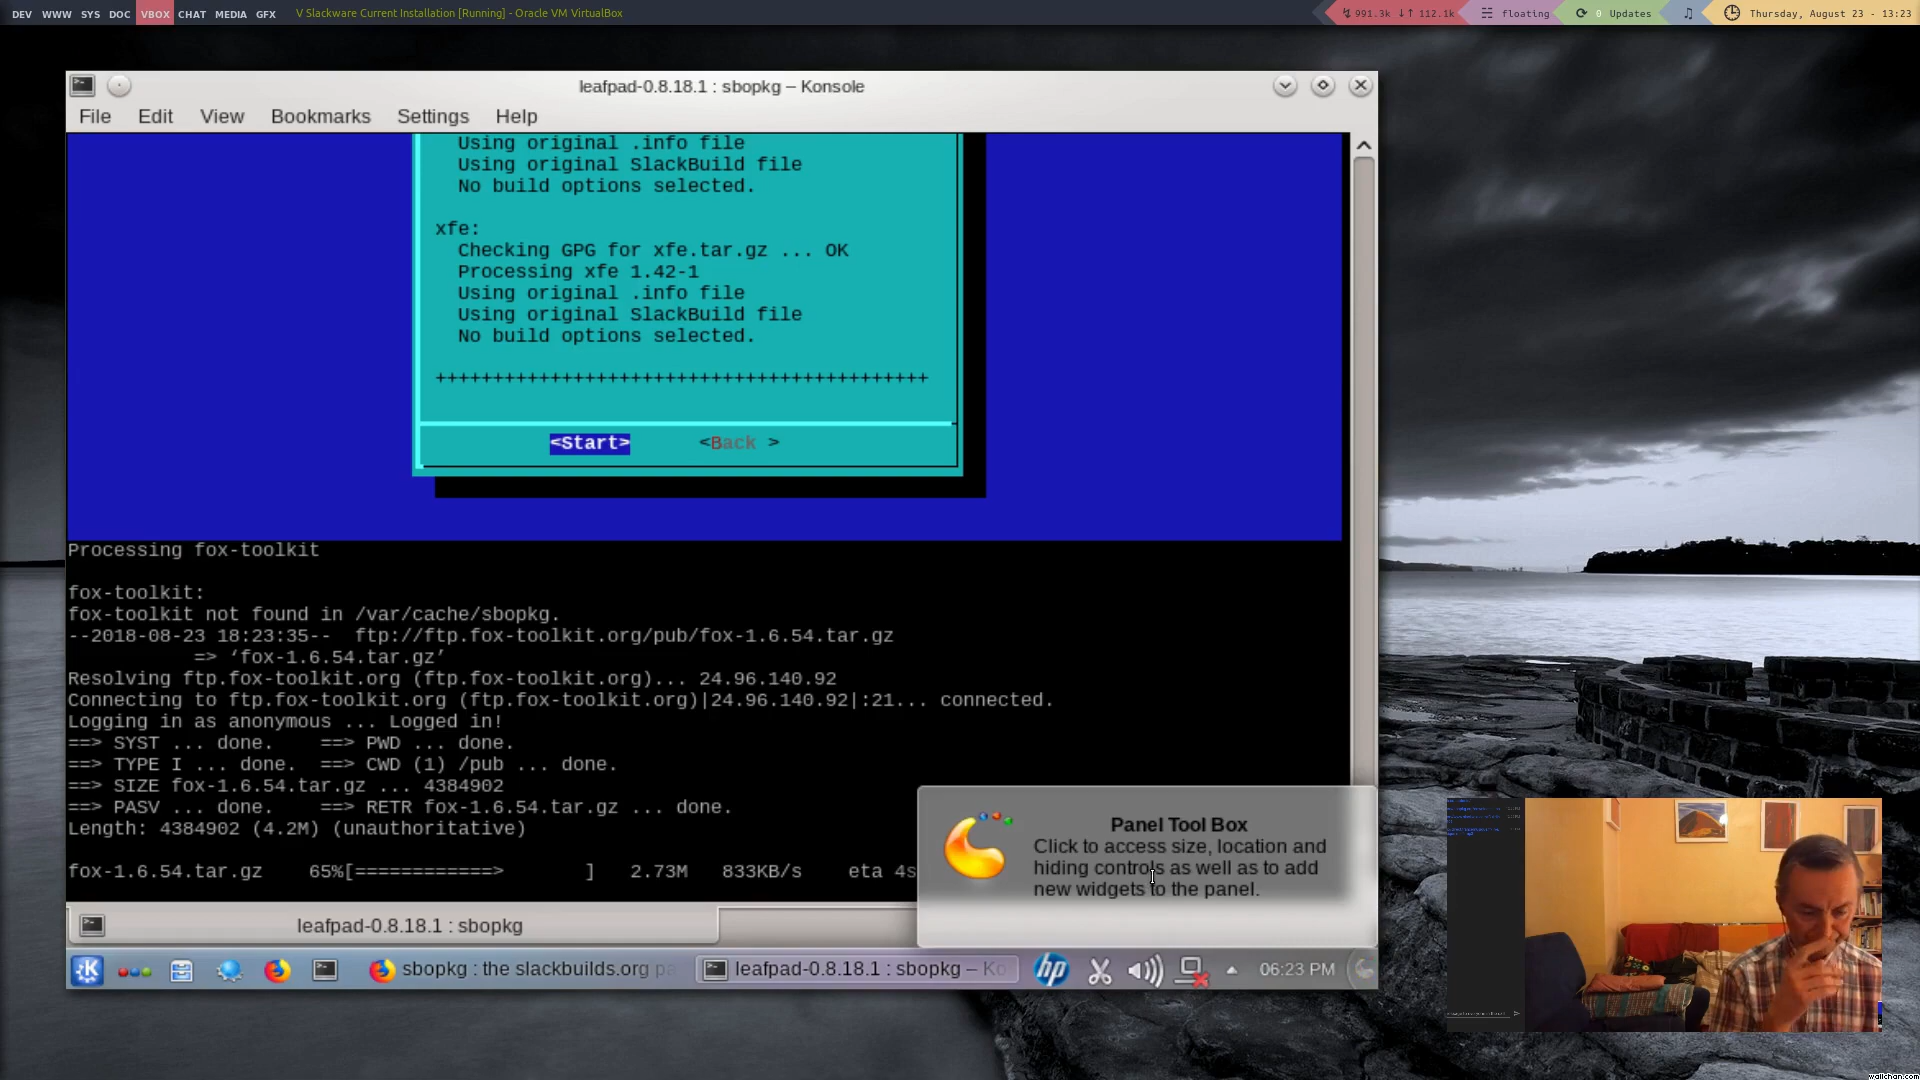 DEV WWW SYS DOC VBOX CHAT MEDIA GFX V Slackware Current Installation [Running] - Oracle VM VirtualBox
991.3k ↓↑ 112.1k floating 0 Updates Thursday, August 23 - 13:23
leafpad-0.8.18.1 : sbopkg – Konsole
File Edit View Bookmarks Settings Help
Using original .info file
Using original SlackBuild file
No build options selected.
xfe:
Checking GPG for xfe.tar.gz ... OK
Processing xfe 1.42-1
Using original .info file
Using original SlackBuild file
No build options selected.
+++++++++++++++++++++++++++++++++++++++++++
<Start> <Back >
Processing fox-toolkit
fox-toolkit:
fox-toolkit not found in /var/cache/sbopkg.
--2018-08-23 18:23:35-- ftp://ftp.fox-toolkit.org/pub/fox-1.6.54.tar.gz
=> ‘fox-1.6.54.tar.gz’
Resolving ftp.fox-toolkit.org (ftp.fox-toolkit.org)... 24.96.140.92
Connecting to ftp.fox-toolkit.org (ftp.fox-toolkit.org)|24.96.140.92|:21... connected.
Logging in as anonymous ... Logged in!
==> SYST ... done. ==> PWD ... done.
==> TYPE I ... done. ==> CWD (1) /pub ... done.
==> SIZE fox-1.6.54.tar.gz ... 4384902
==> PASV ... done. ==> RETR fox-1.6.54.tar.gz ... done.
Length: 4384902 (4.2M) (unauthoritative)
fox-1.6.54.tar.gz 65%[============> ] 2.73M 833KB/s eta 4s
Panel Tool Box
Click to access size, location and
hiding controls as well as to add
new widgets to the panel.
leafpad-0.8.18.1 : sbopkg
sbopkg : the slackbuilds.org pa
leafpad-0.8.18.1 : sbopkg – Ko
hp
06:23 PM
wallchan.com